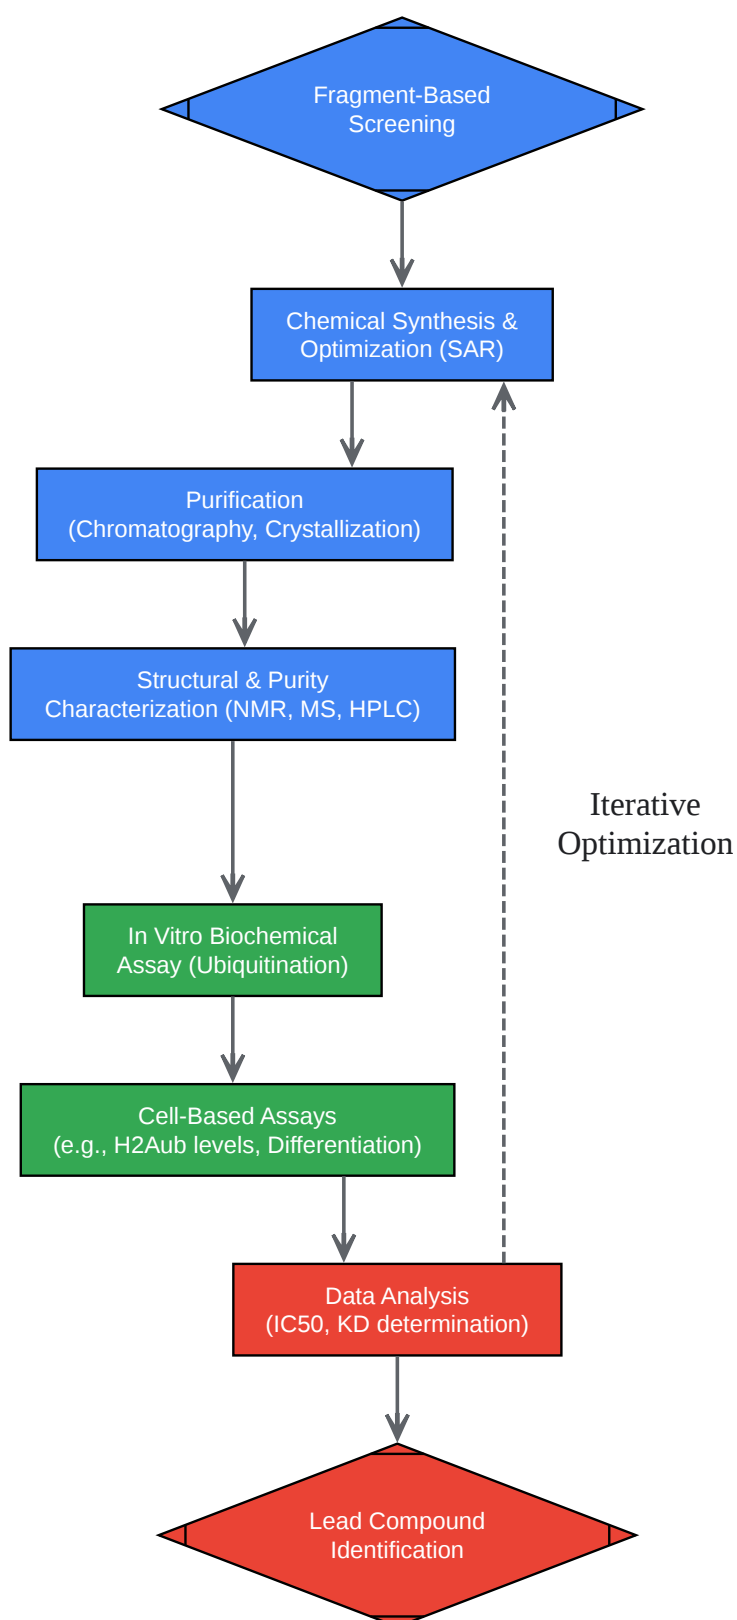 Fragment-Based
Screening
Chemical Synthesis &
Optimization (SAR)
Purification
(Chromatography, Crystallization)
Structural & Purity
Characterization (NMR, MS, HPLC)
Iterative
Optimization
In Vitro Biochemical
Assay (Ubiquitination)
Cell-Based Assays
(e.g., H2Aub levels, Differentiation)
Data Analysis
(IC50, KD determination)
Lead Compound
Identification